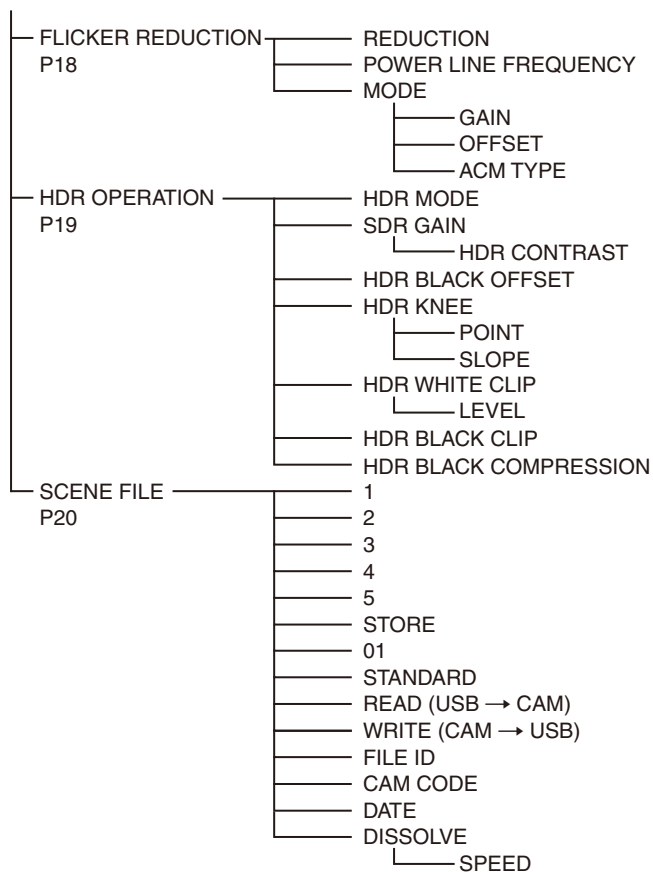 FLICKER REDUCTION
P18
REDUCTION
POWER LINE FREQUENCY
MODE
GAIN
OFFSET
ACM TYPE
HDR OPERATION
P19
HDR MODE
SDR GAIN
HDR CONTRAST
HDR BLACK OFFSET
HDR KNEE
POINT
SLOPE
HDR WHITE CLIP
LEVEL
HDR BLACK CLIP
HDR BLACK COMPRESSION
SCENE FILE
P20
1
2
3
4
5
STORE
01
STANDARD
READ (USB → CAM)
WRITE (CAM → USB)
FILE ID
CAM CODE
DATE
DISSOLVE
SPEED